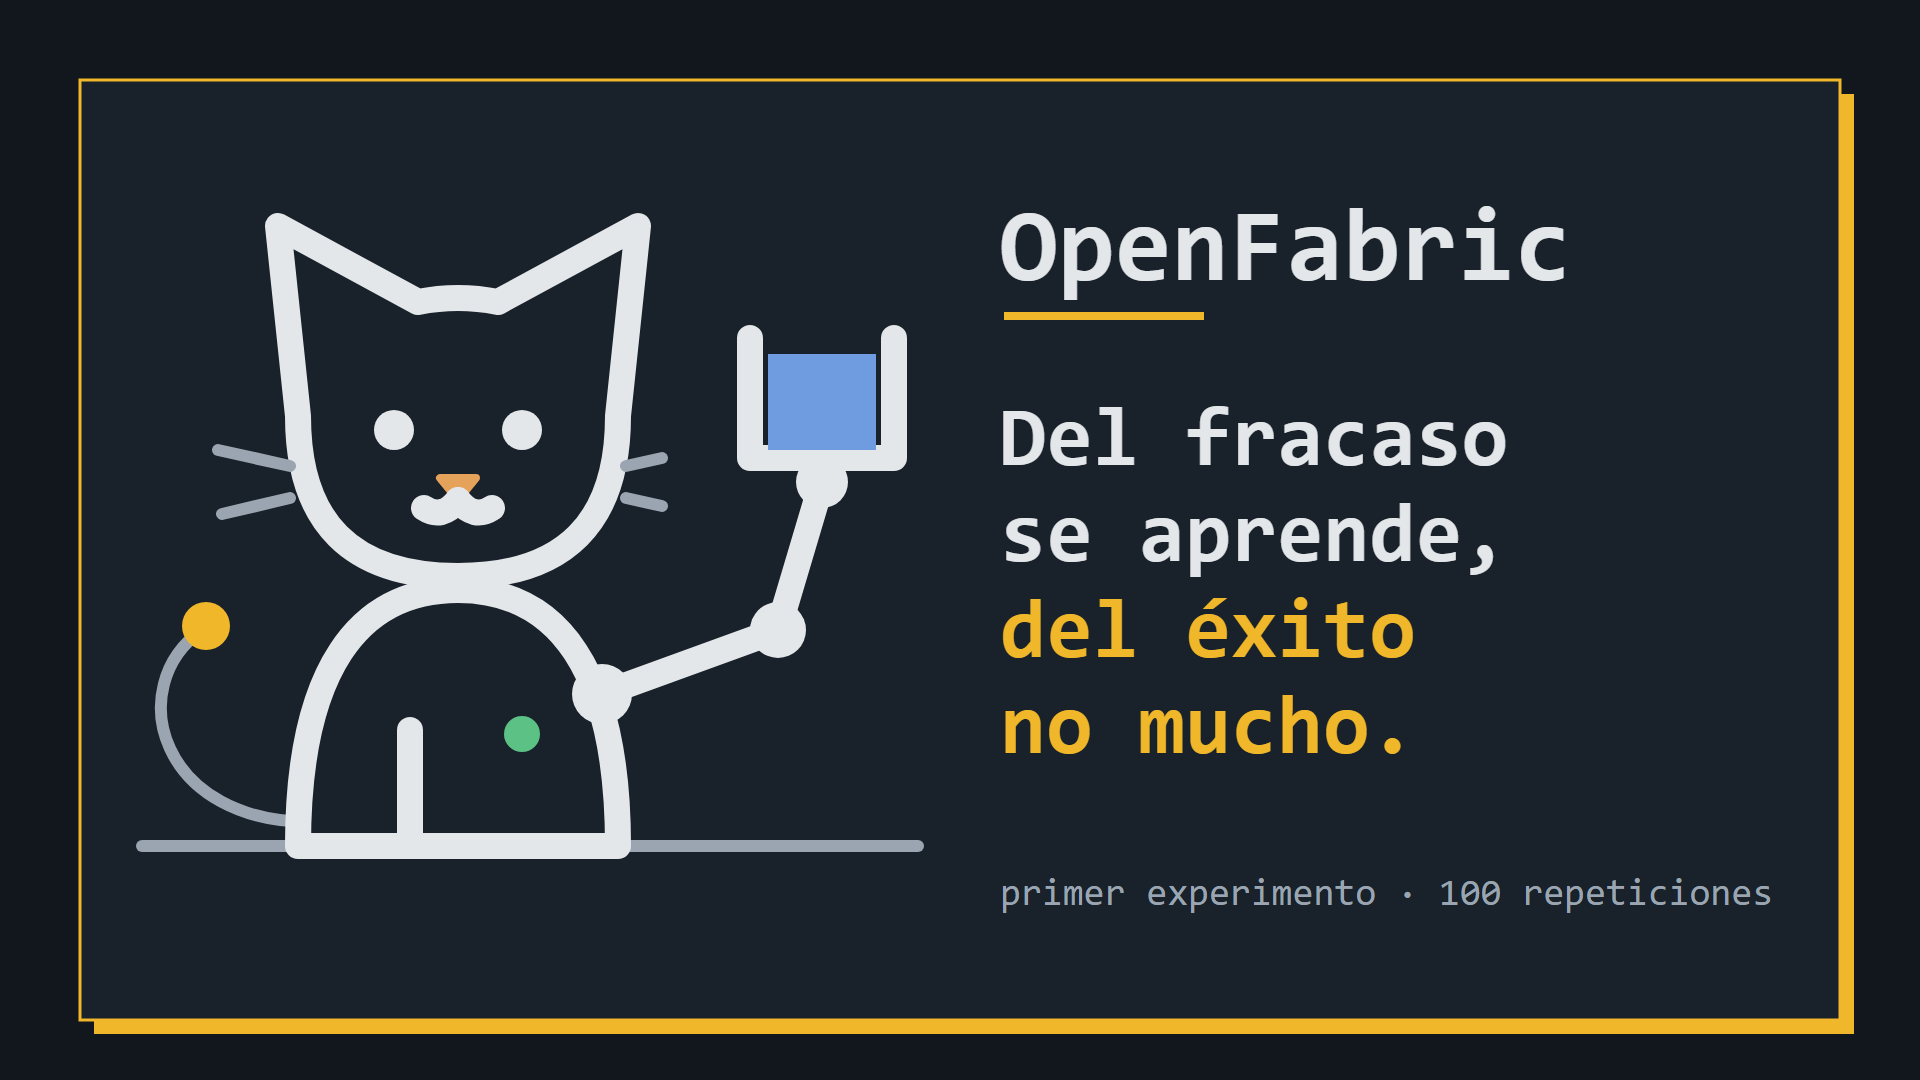 OpenFabric
Del fracaso
se aprende,
del éxito
no mucho.
primer experimento · 100 repeticiones